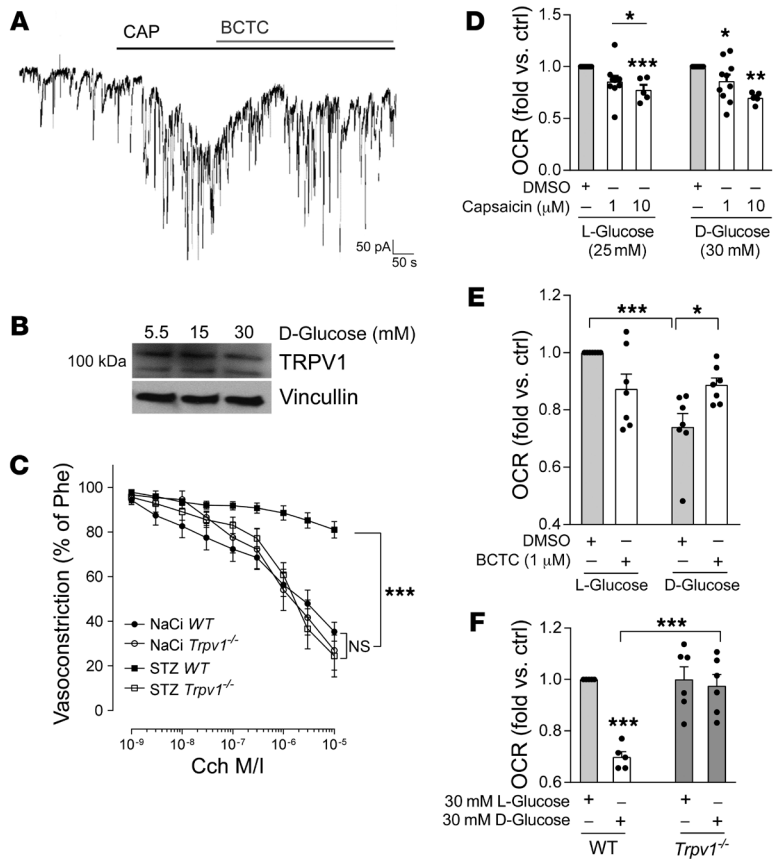 A
CAP
BCTC
50 pA
50 s
B
5.5 15 30 D-Glucose (mM)
100 kDa
TRPV1
Vincullin
C
Vasoconstriction (% of Phe)
100
80
60
40
20
0
NaCi WT
NaCi Trpv1-/-
STZ WT
STZ Trpv1-/-
NS
***
10-9 10-8 10-7 10-6 10-5
Cch M/l
D
OCR (fold vs. ctrl)
1.5
1.0
0.5
0.0
*
***
*
**
DMSO + – – + – –
Capsaicin (μM) – 1 10 – 1 10
L-Glucose D-Glucose
(25 mM) (30 mM)
E
OCR (fold vs. ctrl)
1.2
1.0
0.8
0.6
0.4
*** *
DMSO + – + –
BCTC (1 μM) – + – +
L-Glucose D-Glucose
F
OCR (fold vs. ctrl)
1.2
1.0
0.8
0.6
***
***
30 mM L-Glucose + – + –
30 mM D-Glucose – + – +
WT Trpv1-/-